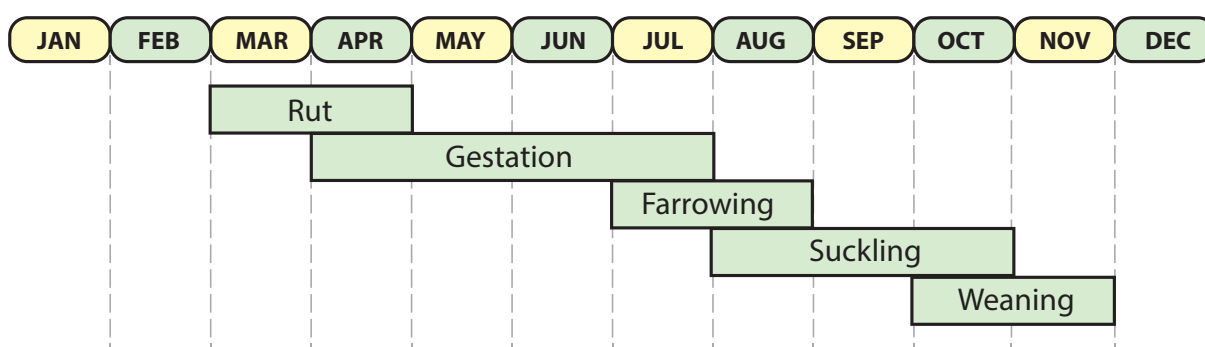 JAN FEB MAR APR MAY JUN JUL AUG SEP OCT NOV DEC
Rut
Gestation
Farrowing
Suckling
Weaning